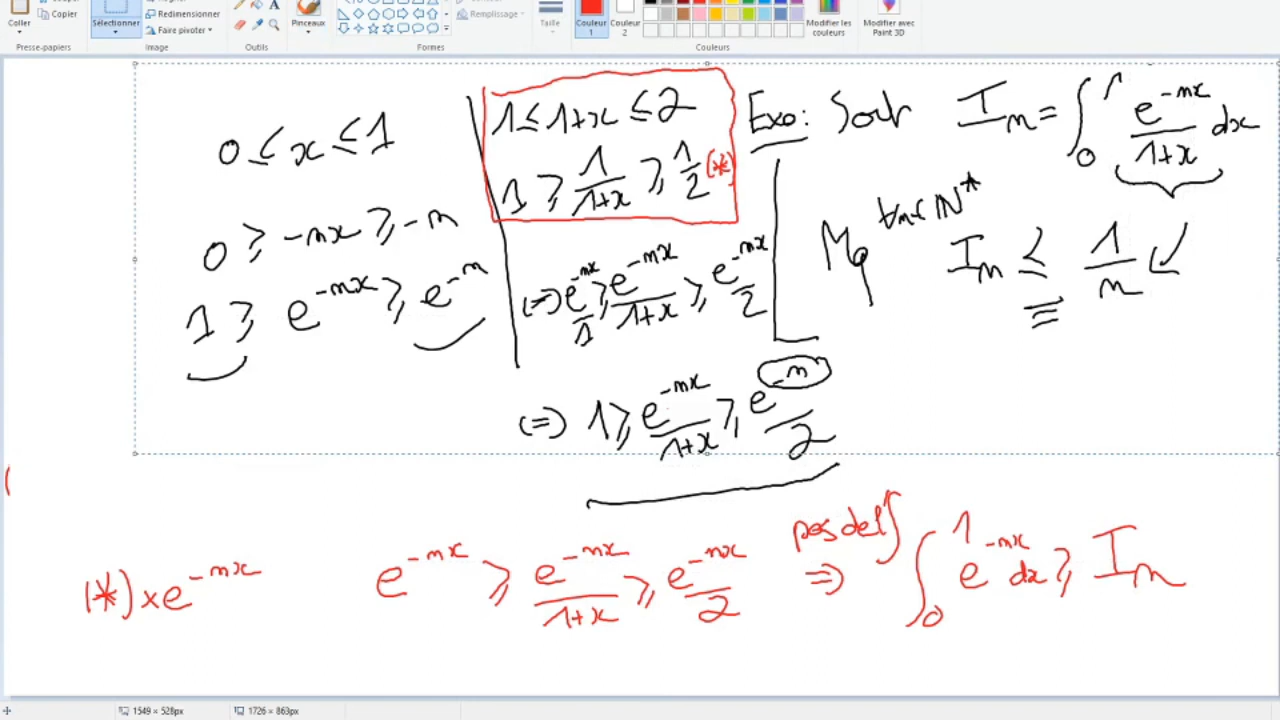 Coller
Sélectionner
Copier
Redimensionner
Faire pivoter
Pinceaux
Remplissage
Taille
Couleur 1
Couleur 2
Modifier les couleurs
Modifier avec Paint 3D
Presse-papiers
Image
Outils
Formes
Couleurs
0 ≤ x ≤ 1
0 ≥ -nx ≥ -n
1 ≥ e^{-nx} ≥ e^{-n}
1 ≤ 1+x ≤ 2
1 ≥ 1/(1+x) ≥ 1/2 (*)
(=) e^{-nx}/1 ≥ e^{-nx}/(1+x) ≥ e^{-nx}/2
(=) 1 ≥ e^{-nx}/(1+x) ≥ e^{-n}/2
Exo: Soit I_n = ∫_0^1 e^{-nx}/(1+x) dx
Mq ∀n∈ℕ* I_n ≤ 1/n
(*) × e^{-nx} e^{-nx} ≥ e^{-nx}/(1+x) ≥ e^{-nx}/2 pos de l'∫ ⇒ ∫_0^1 e^{-nx} dx ≥ I_n
1549 × 528px
1726 × 863px